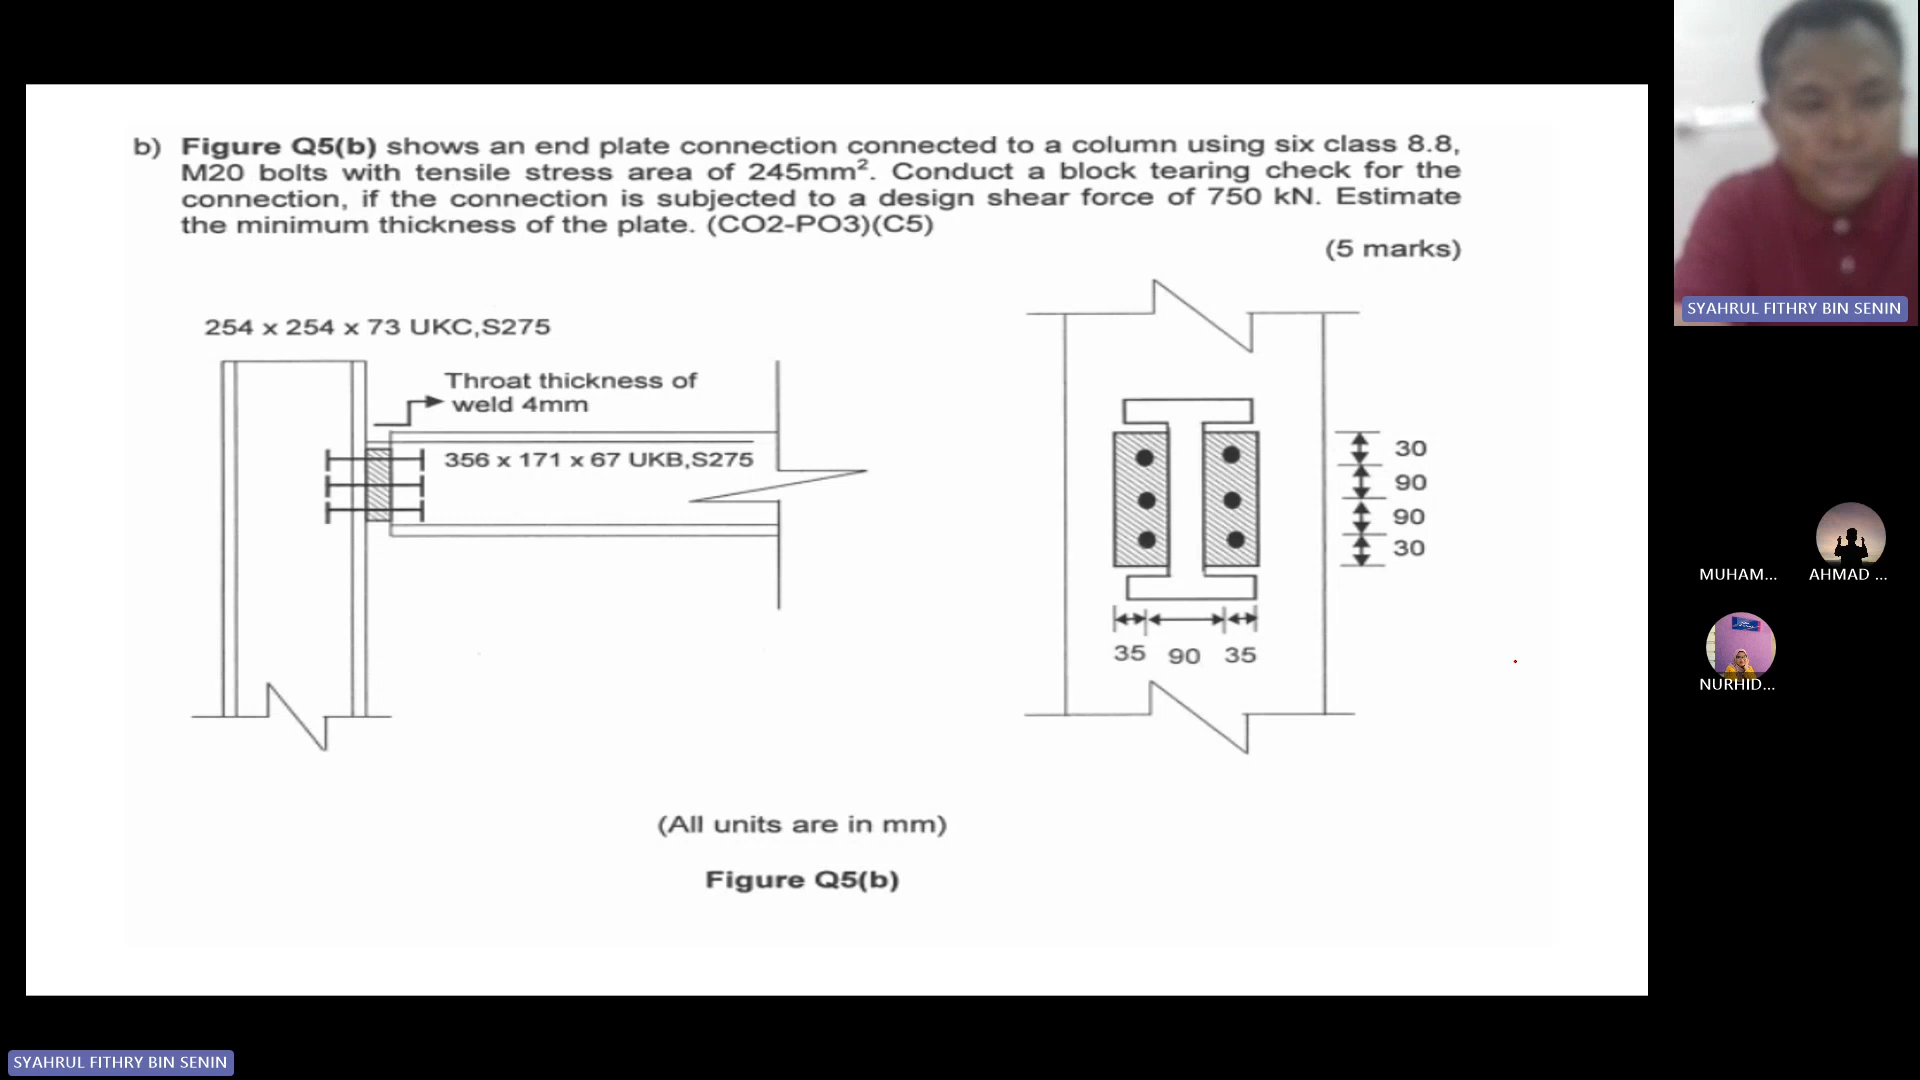 b) Figure Q5(b) shows an end plate connection connected to a column using six class 8.8,
M20 bolts with tensile stress area of 245mm². Conduct a block tearing check for the
connection, if the connection is subjected to a design shear force of 750 kN. Estimate
the minimum thickness of the plate. (CO2-PO3)(C5)
(5 marks)
254 x 254 x 73 UKC,S275
Throat thickness of
weld 4mm
356 x 171 x 67 UKB,S275
30
90
90
30
35 90 35
(All units are in mm)
Figure Q5(b)
SYAHRUL FITHRY BIN SENIN
MUHAM... AHMAD ...
NURHID...
SYAHRUL FITHRY BIN SENIN